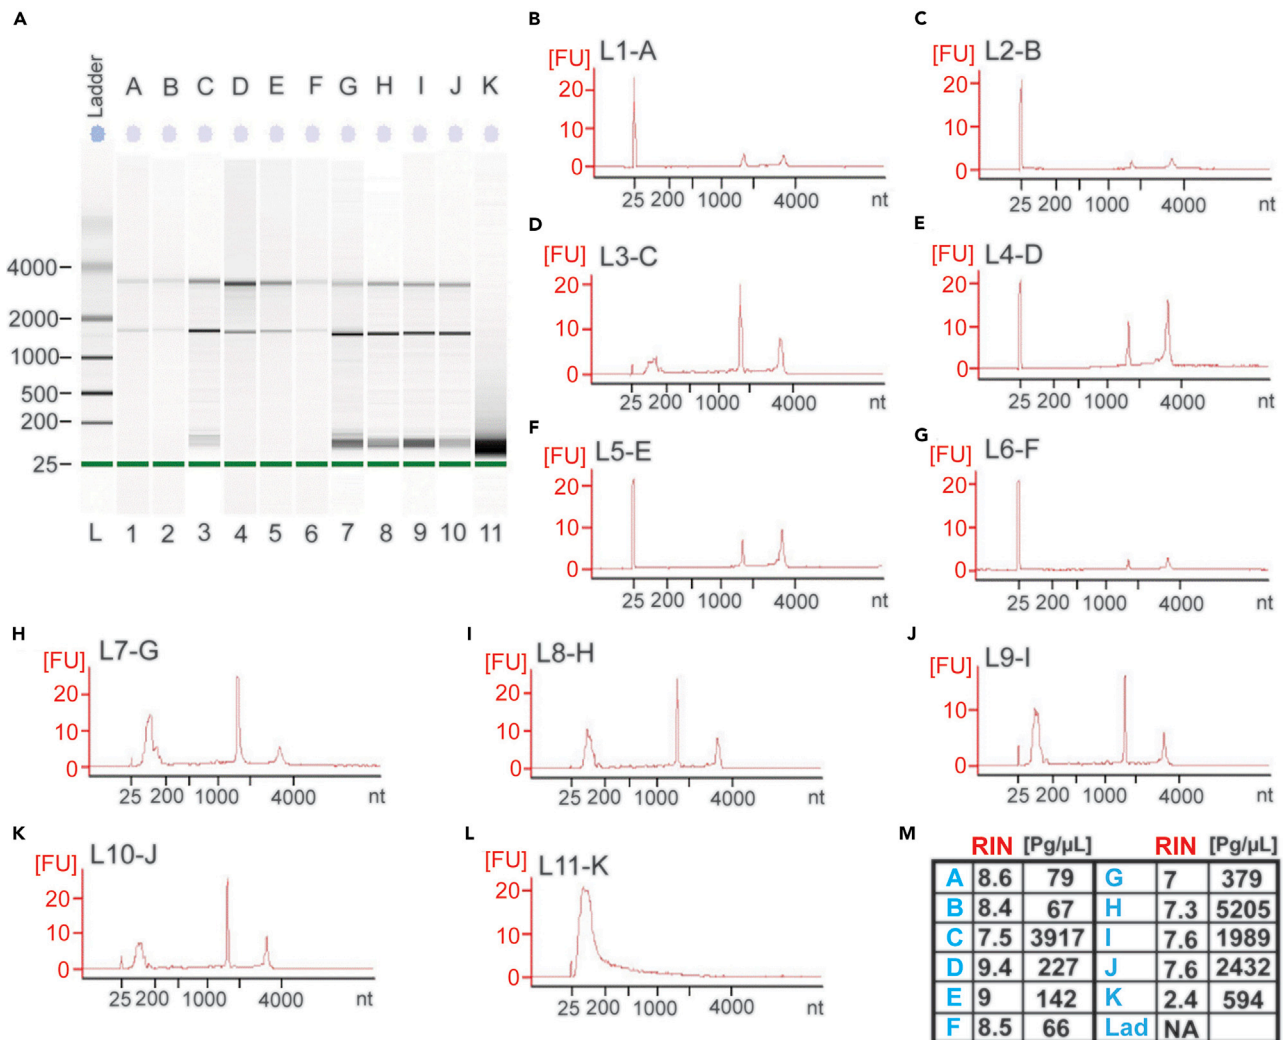 A
Ladder A B C D E F G H I J K
4000
2000
1000
500
200
25
L 1 2 3 4 5 6 7 8 9 10 11
B
L1-A
[FU]
20
10
0
25 200 1000 4000 nt
C
L2-B
[FU]
20
10
0
25 200 1000 4000 nt
D
L3-C
[FU]
20
10
0
25 200 1000 4000 nt
E
L4-D
[FU]
20
10
0
25 200 1000 4000 nt
F
L5-E
[FU]
20
10
0
25 200 1000 4000 nt
G
L6-F
[FU]
20
10
0
25 200 1000 4000 nt
H
L7-G
[FU]
20
10
0
25 200 1000 4000 nt
I
L8-H
[FU]
20
10
0
25 200 1000 4000 nt
J
L9-I
[FU]
10
0
25 200 1000 4000 nt
K
L10-J
[FU]
20
10
0
25 200 1000 4000 nt
L
L11-K
[FU]
20
10
0
25 200 1000 4000 nt
M
RIN [Pg/µL] RIN [Pg/µL]
A 8.6 79 G 7 379
B 8.4 67 H 7.3 5205
C 7.5 3917 I 7.6 1989
D 9.4 227 J 7.6 2432
E 9 142 K 2.4 594
F 8.5 66 Lad NA